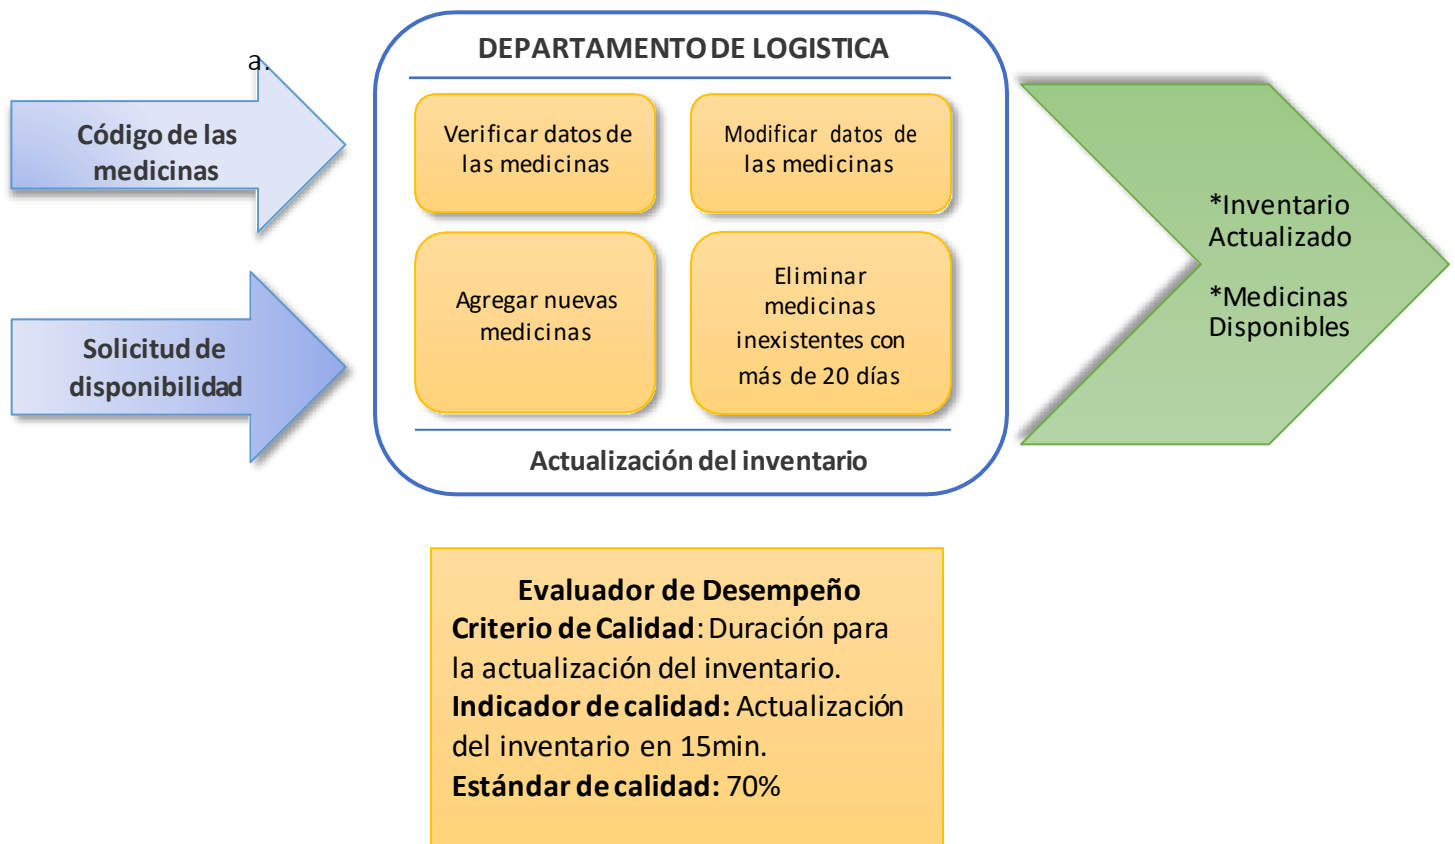 a.
Código de las
medicinas
Solicitud de
disponibilidad
DEPARTAMENTO DE LOGISTICA
Verificar datos de
las medicinas
Modificar datos de
las medicinas
Agregar nuevas
medicinas
Eliminar
medicinas
inexistentes con
más de 20 días
Actualización del inventario
*Inventario
Actualizado
*Medicinas
Disponibles
Evaluador de Desempeño
Criterio de Calidad: Duración para
la actualización del inventario.
Indicador de calidad: Actualización
del inventario en 15min.
Estándar de calidad: 70%